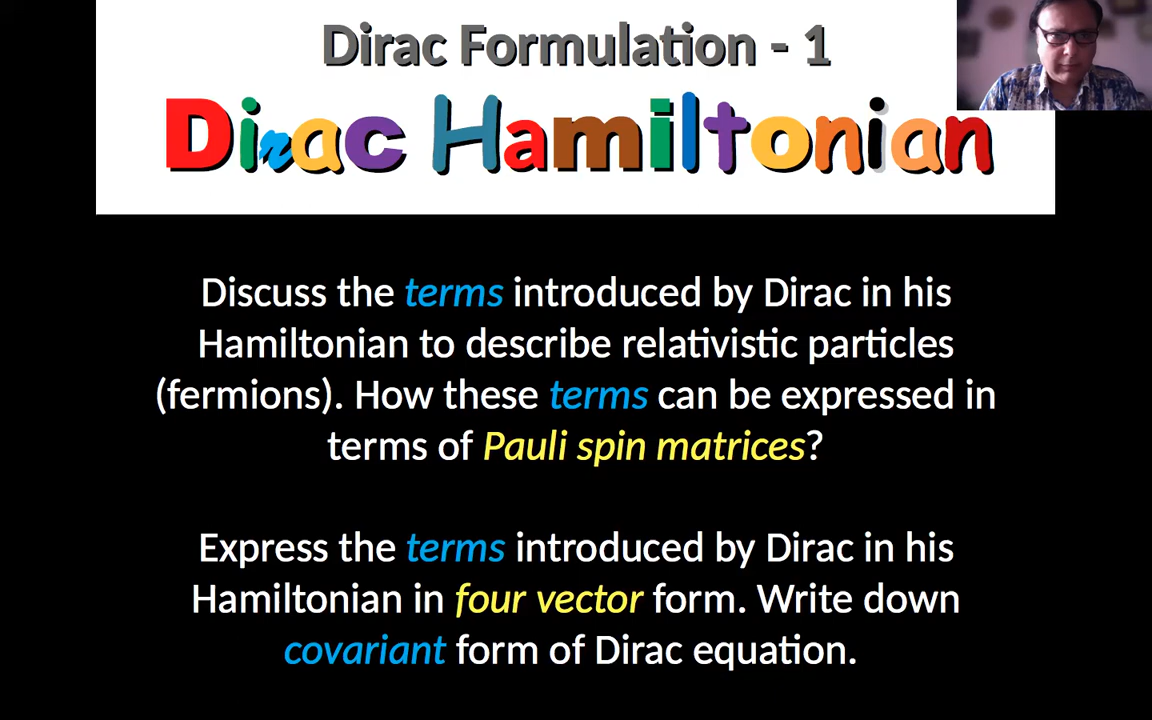 Dirac Formulation - 1
Dirac Hamiltonian
Discuss the terms introduced by Dirac in his
Hamiltonian to describe relativistic particles
(fermions). How these terms can be expressed in
terms of Pauli spin matrices?
Express the terms introduced by Dirac in his
Hamiltonian in four vector form. Write down
covariant form of Dirac equation.